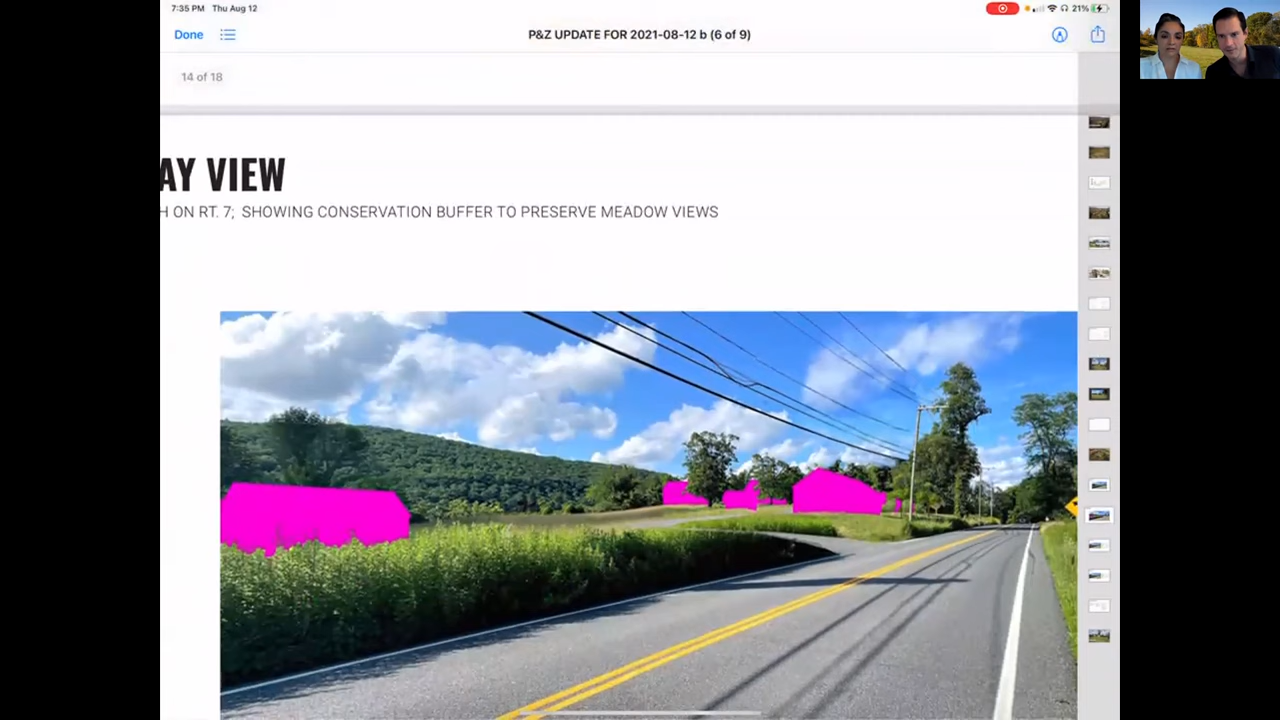 7:35 PM Thu Aug 12
21%
Done
P&Z UPDATE FOR 2021-08-12 b (6 of 9)
14 of 18
AY VIEW
H ON RT. 7; SHOWING CONSERVATION BUFFER TO PRESERVE MEADOW VIEWS